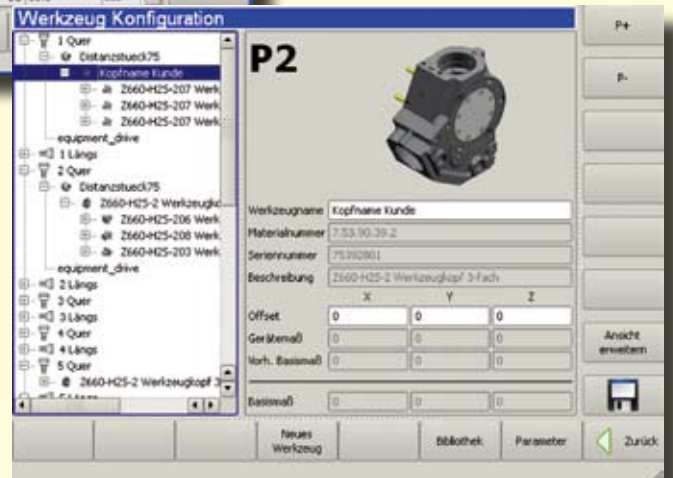 Werkzeug Konfiguration
P+
P-
1 Quer
Distanzstueck75
Kopfname Kunde
Z660-H25-207 Werk
Z660-H25-207 Werk
Z660-H25-207 Werk
equipment_drive
1 Längs
2 Quer
Distanzstueck75
Z660-H25-2 Werkzeugko
Z660-H25-206 Werk
Z660-H25-208 Werk
Z660-H25-203 Werk
equipment_drive
2 Längs
3 Quer
3 Längs
4 Quer
4 Längs
5 Quer
Z660-H25-2 Werkzeugkopf 3
5 Längs
P2
Werkzeugname Kopfname Kunde
Materialnummer 7.53.90.39.2
Seriennummer 75392801
Beschreibung Z660-H25-2 Werkzeugkopf 3-fach
X Y Z
Offset 0 0 0
Gerätemaß 0 0 0
Vorh. Basismaß 0 0 0
Basismaß 0 0 0
Ansicht
erweitern
Neues
Werkzeug
Bibliothek
Parameter
Zurück